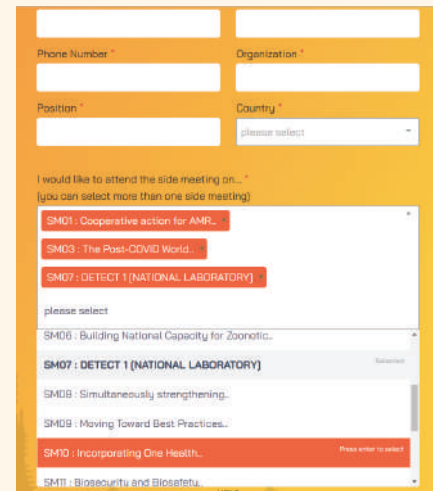 Phone Number *
Organization *
Position *
Country *
please select
I would like to attend the side meeting on... *
(you can select more than one side meeting)
SM01 : Cooperative action for AMR..
SM03 : The Post-COVID World..
SM07 : DETECT 1 (NATIONAL LABORATORY)
please select
SM06 : Building National Capacity for Zoonotic..
SM07 : DETECT 1 (NATIONAL LABORATORY) Selected
SM08 : Simultaneously strengthening..
SM09 : Moving Toward Best Practices..
SM10 : Incorporating One Health.. Press enter to select
SM11 : Biosecurity and Biosafety..